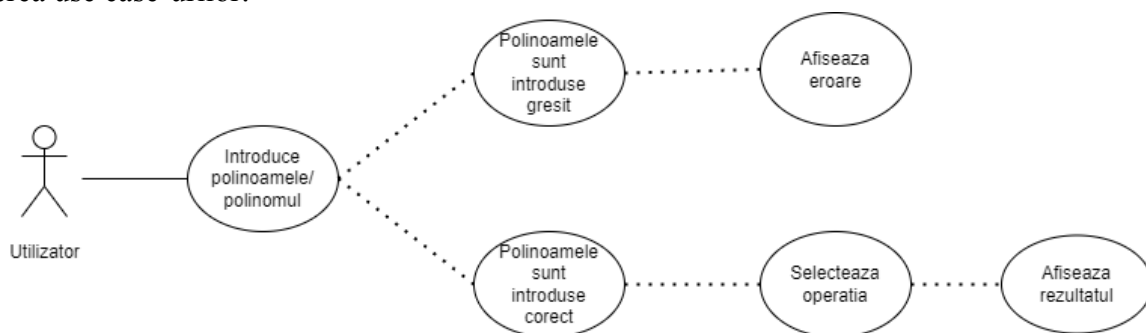 use case-urilor.
Polinoamele
sunt
introduse
gresit
Afiseaza
eroare
Introduce
polinoamele/
polinomul
Utilizator
Polinoamele
sunt
introduse
corect
Selecteaza
operatia
Afiseaza
rezultatul